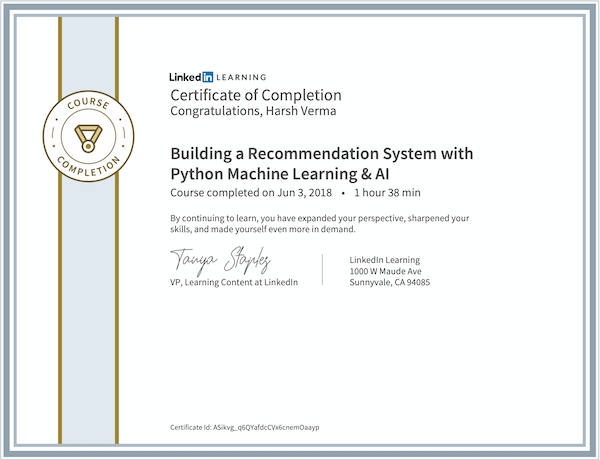 COURSE
COMPLETION
Linked in LEARNING
Certificate of Completion
Congratulations, Harsh Verma
Building a Recommendation System with
Python Machine Learning & AI
Course completed on Jun 3, 2018 • 1 hour 38 min
By continuing to learn, you have expanded your perspective, sharpened your
skills, and made yourself even more in demand.
Tanya Staples
VP, Learning Content at LinkedIn
LinkedIn Learning
1000 W Maude Ave
Sunnyvale, CA 94085
Certificate Id: ASikvg_q6QYafdcCVx6cnemOaayp